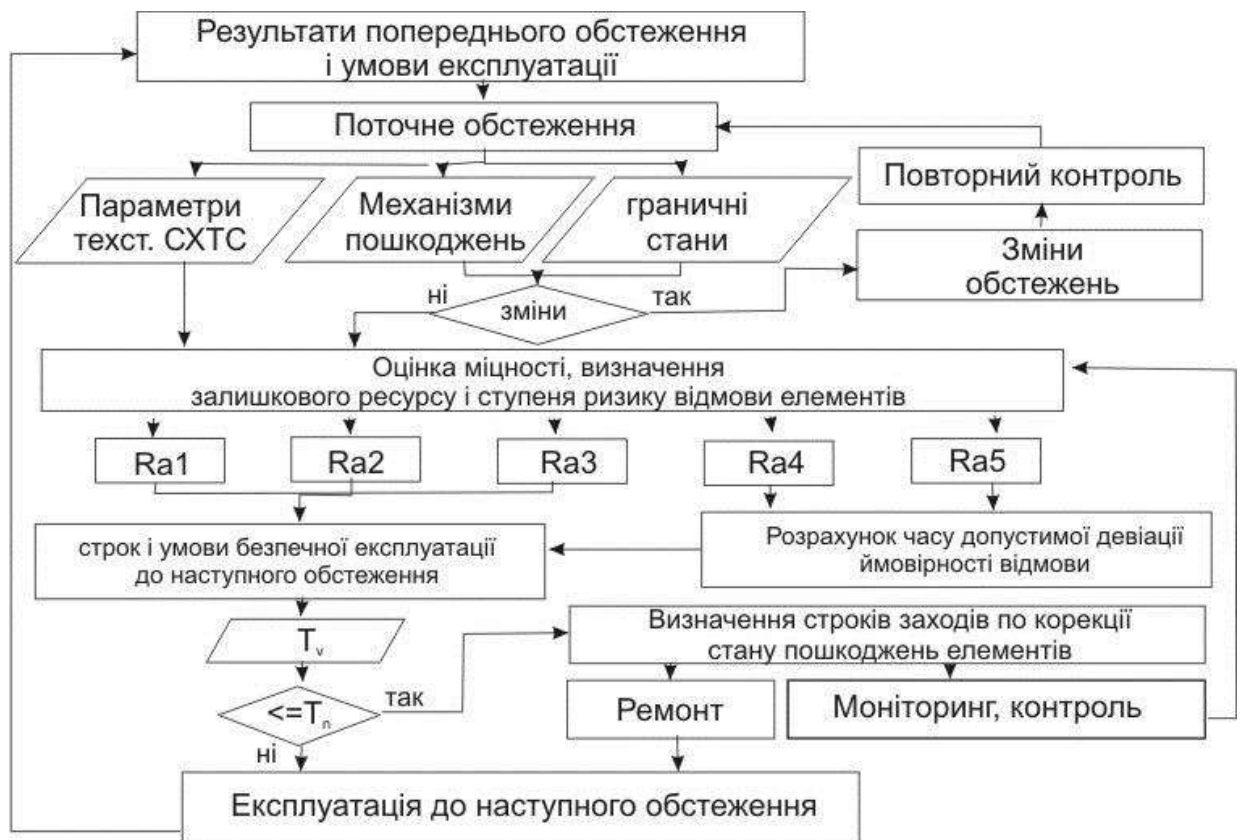 Результати попереднього обстеження
і умови експлуатації
Поточне обстеження
Повторний контроль
Параметри
техст. СХТС
Механізми
пошкоджень
граничні
стани
Зміни
обстежень
ні
зміни
так
Оцінка міцності, визначення
залишкового ресурсу і ступеня ризику відмови елементів
Ra1
Ra2
Ra3
Ra4
Ra5
строк і умови безпечної експлуатації
до наступного обстеження
Розрахунок часу допустимої девіації
ймовірності відмови
Tv
Визначення строків заходів по корекції
стану пошкоджень елементів
<=Tn
так
ні
Ремонт
Моніторинг, контроль
Експлуатація до наступного обстеження